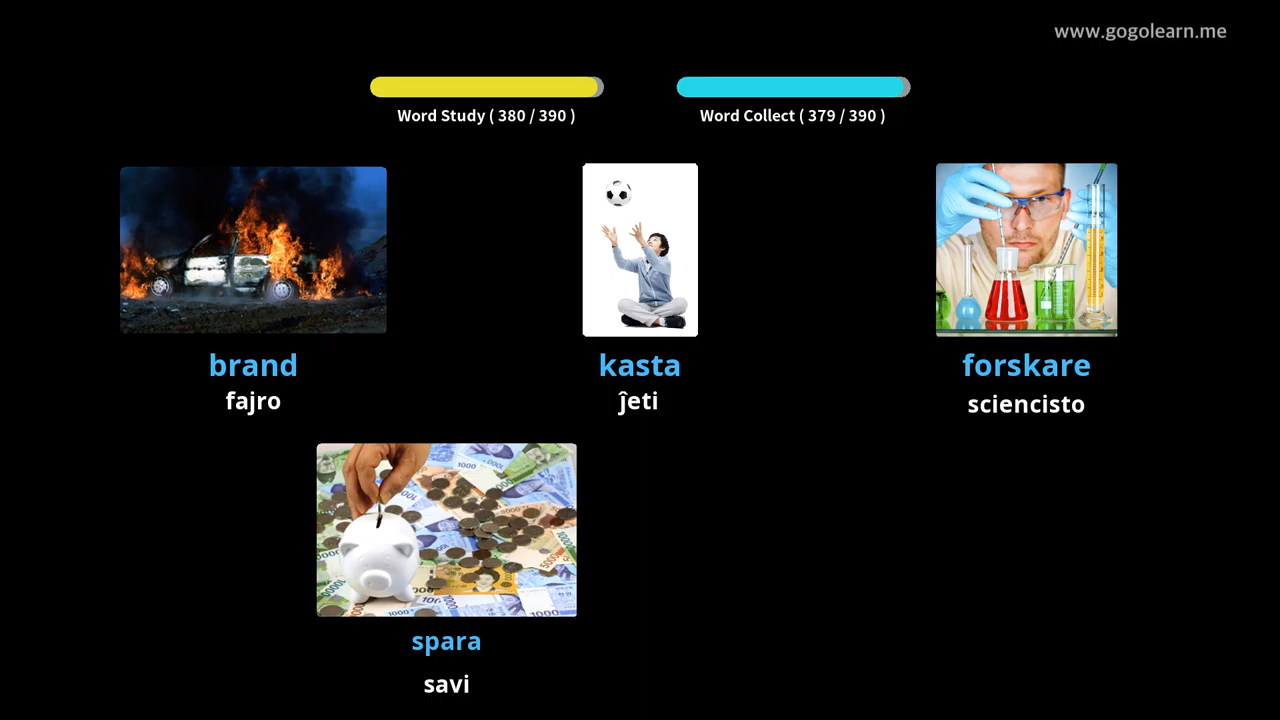 www.gogolearn.me
Word Study ( 380 / 390 )
Word Collect ( 379 / 390 )
brand
fajro
kasta
ĵeti
forskare
sciencisto
spara
savi